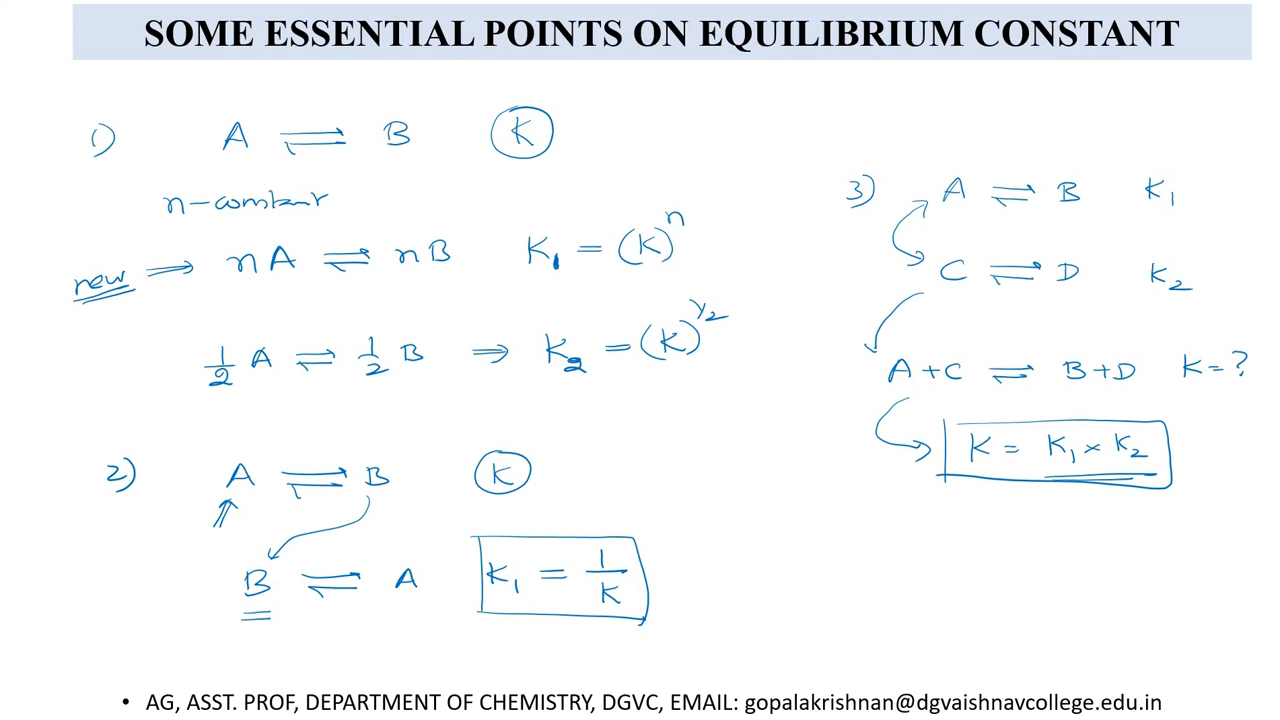 SOME ESSENTIAL POINTS ON EQUILIBRIUM CONSTANT
1) A ⇌ B K
n-constant
new ⟹ nA ⇌ nB K₁ = (K)ⁿ
½ A ⇌ ½ B ⟹ K₂ = (K)^½
2) A ⇌ B K
B ⇌ A K₁ = 1/K
3) A ⇌ B K₁
C ⇌ D K₂
A + C ⇌ B + D K = ?
K = K₁ × K₂
• AG, ASST. PROF, DEPARTMENT OF CHEMISTRY, DGVC, EMAIL: gopalakrishnan@dgvaishnavcollege.edu.in